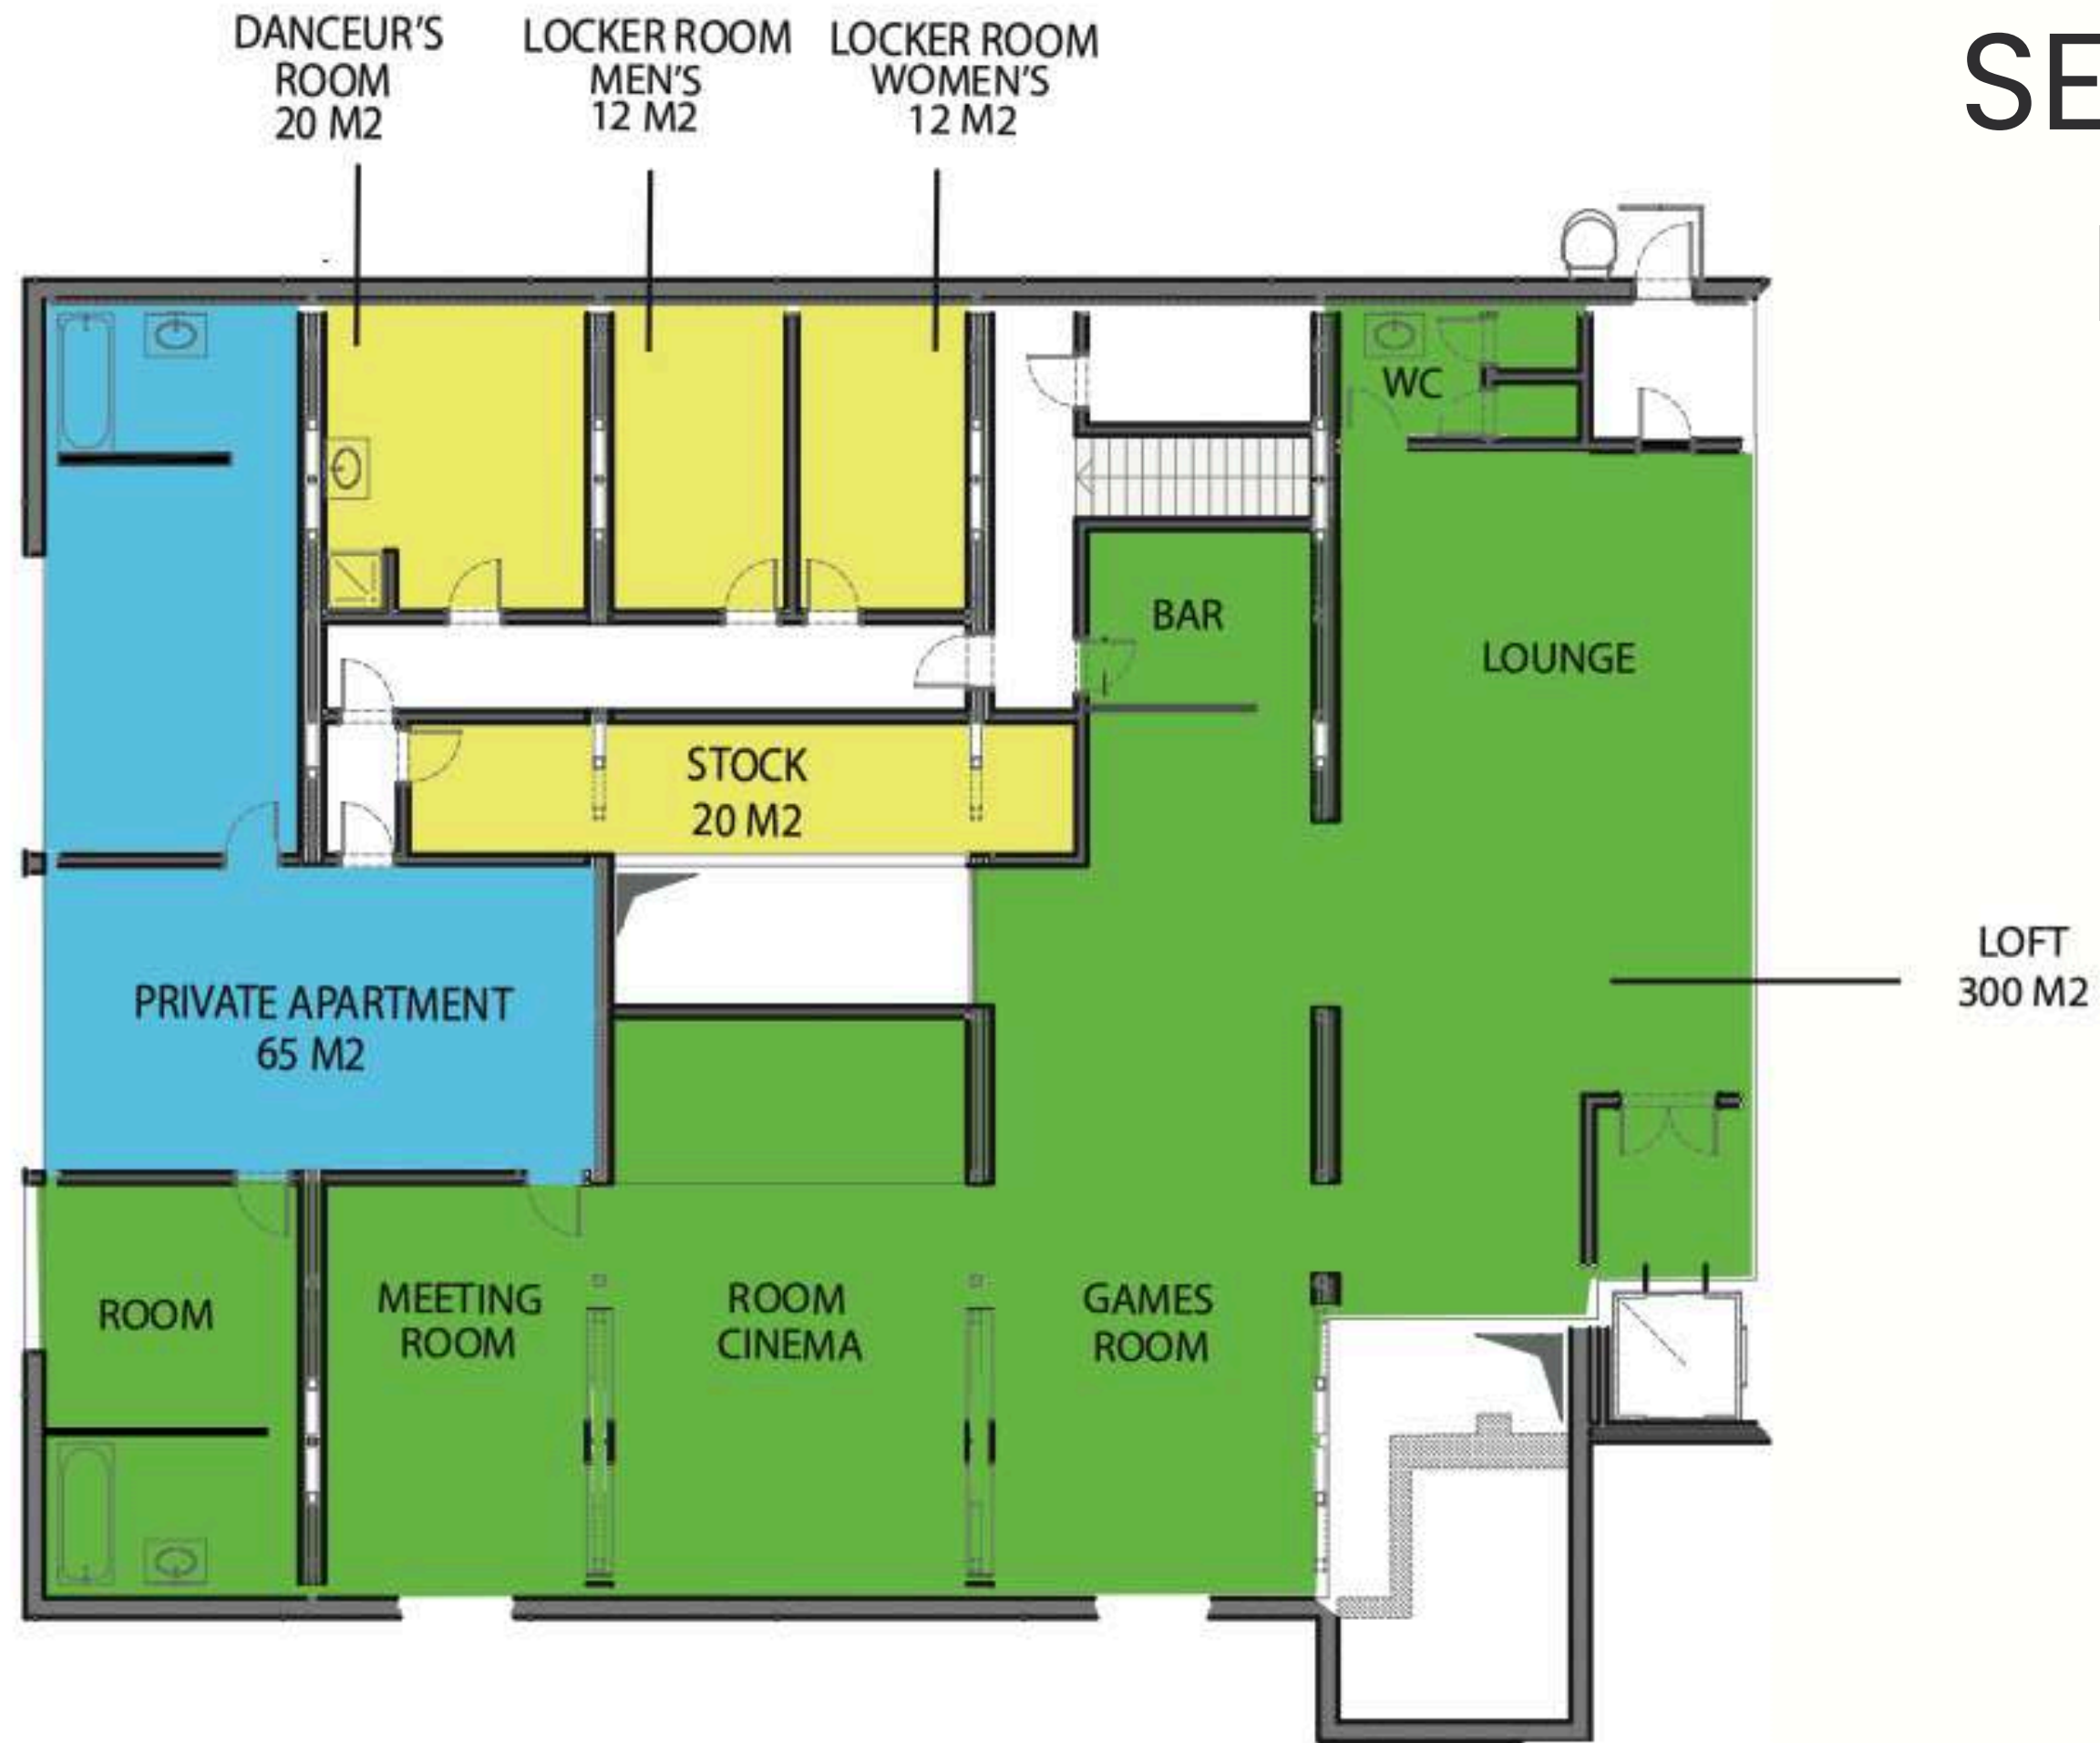 DANCEUR'S
ROOM
20 M2
LOCKER ROOM
MEN'S
12 M2
LOCKER ROOM
WOMEN'S
12 M2
SE
WC
BAR
LOUNGE
STOCK
20 M2
LOFT
300 M2
PRIVATE APARTMENT
65 M2
ROOM
MEETING
ROOM
ROOM
CINEMA
GAMES
ROOM